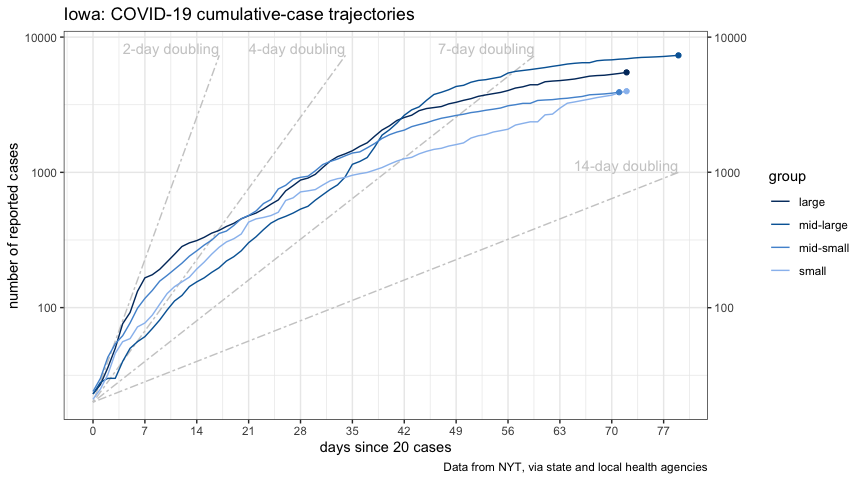 Iowa: COVID-19 cumulative-case trajectories
10000
2-day doubling 4-day doubling 7-day doubling
10000
1000
14-day doubling
1000
100
100
number of reported cases
0 7 14 21 28 35 42 49 56 63 70 77
days since 20 cases
group
large
mid-large
mid-small
small
Data from NYT, via state and local health agencies